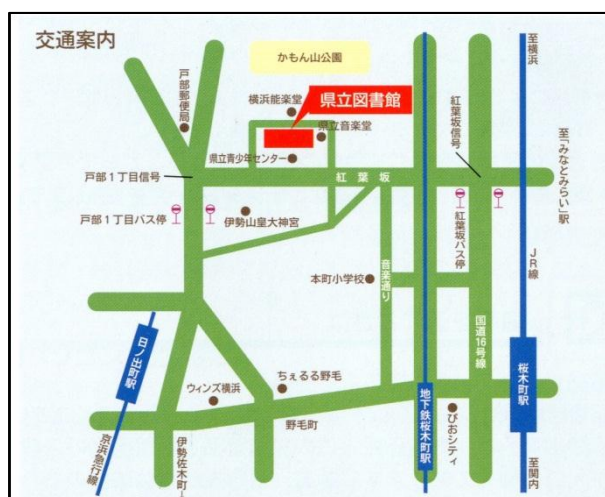 交通案内
かもん山公園
戸部郵便局
横浜能楽堂
県立図書館
県立音楽堂
県立青少年センター
紅葉坂信号
至横浜
至「みなとみらい」駅
戸部1丁目信号
紅葉坂
戸部1丁目バス停
伊勢山皇大神宮
紅葉坂バス停
JR線
本町小学校
音楽通り
国道16号線
日ノ出町駅
ちぇるる野毛
ウィンズ横浜
桜木町駅
地下鉄桜木町駅
ぴおシティ
野毛町
京浜急行線
伊勢佐木町→
至関内